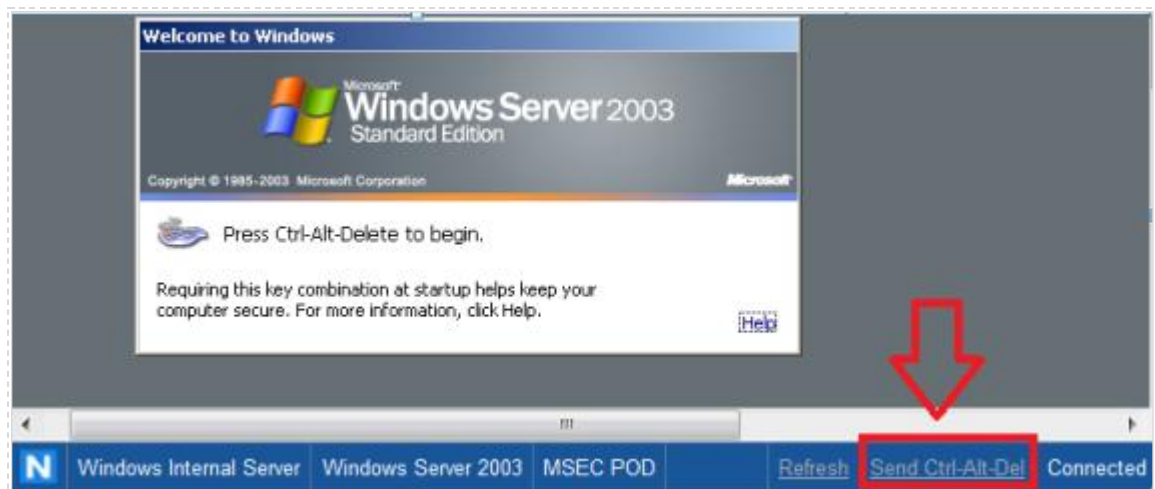 Welcome to Windows
Microsoft
Windows Server 2003
Standard Edition
Copyright © 1985-2003 Microsoft Corporation
Microsoft
Press Ctrl-Alt-Delete to begin.
Requiring this key combination at startup helps keep your
computer secure. For more information, click Help.
Help
N Windows Internal Server Windows Server 2003 MSEC POD Refresh Send Ctrl-Alt-Del Connected